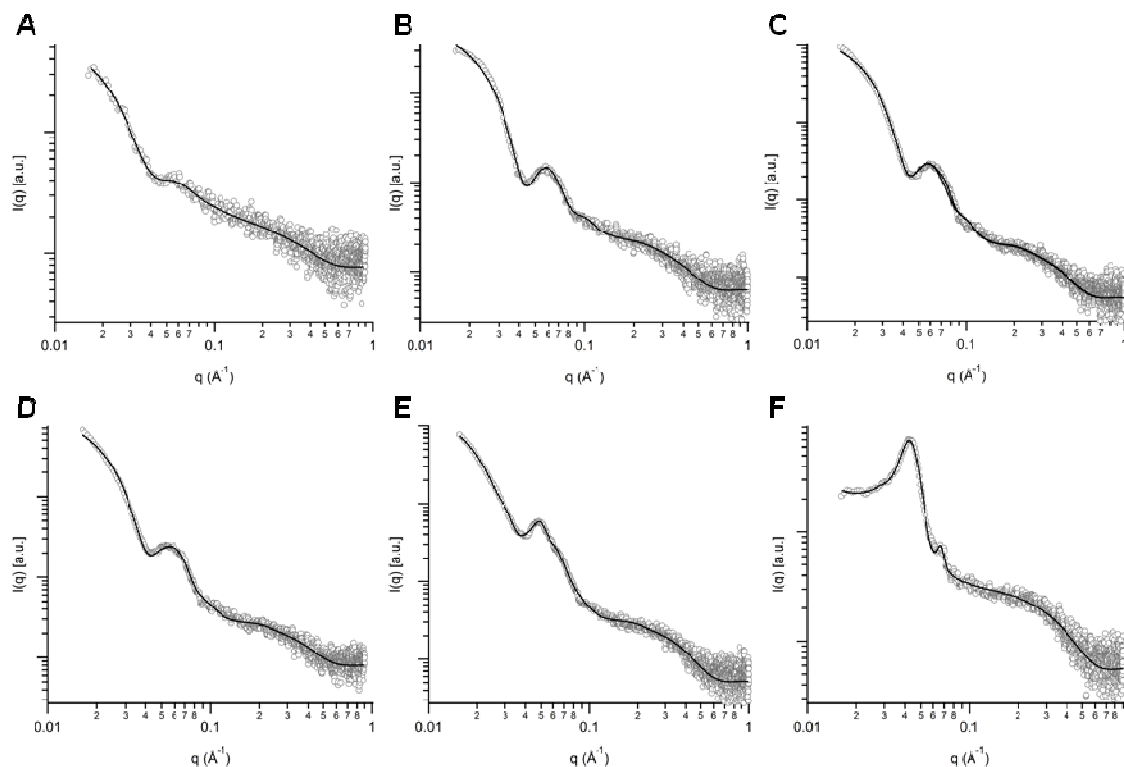 A
B
C
I(q) [a.u.]
I(q) [a.u.]
I(q) [a.u.]
0.01 2 3 4 5 6 7 0.1 2 3 4 5 6 7 1
0.01 2 3 4 5 6 7 8 0.1 2 3 4 5 6 7 8 1
0.01 2 3 4 5 6 7 0.1 2 3 4 5 6 7 1
q (A⁻¹)
q (A⁻¹)
q (A⁻¹)
D
E
F
I(q) [a.u.]
I(q) [a.u.]
I(q) [a.u.]
0.01 2 3 4 5 6 7 8 0.1 2 3 4 5 6 7 8 1
0.01 2 3 4 5 6 7 8 0.1 2 3 4 5 6 7 8 1
0.01 2 3 4 5 6 7 8 0.1 2 3 4 5 6 7 8
q (Å⁻¹)
q (Å⁻¹)
q (Å⁻¹)